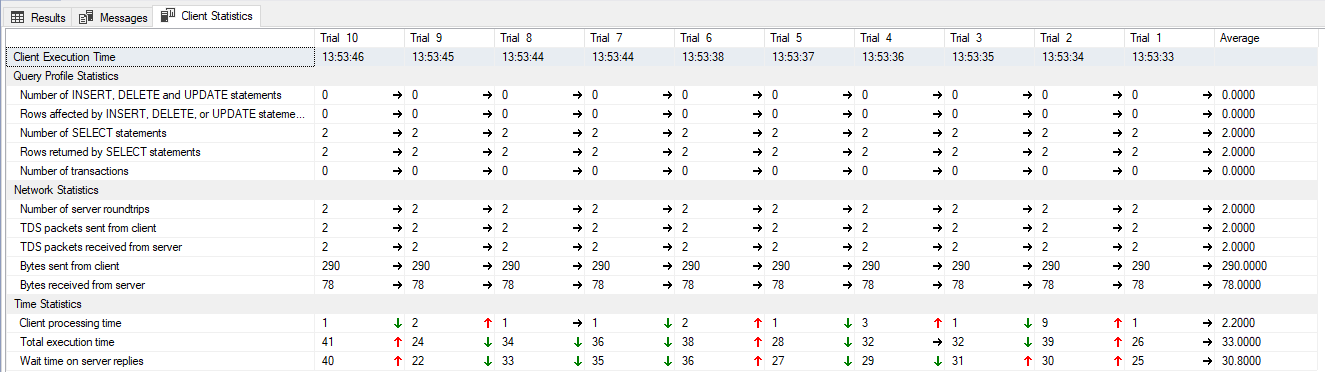 Results Messages Client Statistics
Trial 10 Trial 9 Trial 8 Trial 7 Trial 6 Trial 5 Trial 4 Trial 3 Trial 2 Trial 1 Average
Client Execution Time 13:53:46 13:53:45 13:53:44 13:53:44 13:53:38 13:53:37 13:53:36 13:53:35 13:53:34 13:53:33
Query Profile Statistics
Number of INSERT, DELETE and UPDATE statements 0 → 0 → 0 → 0 → 0 → 0 → 0 → 0 → 0 → 0 → 0.0000
Rows affected by INSERT, DELETE, or UPDATE stateme... 0 → 0 → 0 → 0 → 0 → 0 → 0 → 0 → 0 → 0 → 0.0000
Number of SELECT statements 2 → 2 → 2 → 2 → 2 → 2 → 2 → 2 → 2 → 2 → 2.0000
Rows returned by SELECT statements 2 → 2 → 2 → 2 → 2 → 2 → 2 → 2 → 2 → 2 → 2.0000
Number of transactions 0 → 0 → 0 → 0 → 0 → 0 → 0 → 0 → 0 → 0 → 0.0000
Network Statistics
Number of server roundtrips 2 → 2 → 2 → 2 → 2 → 2 → 2 → 2 → 2 → 2 → 2.0000
TDS packets sent from client 2 → 2 → 2 → 2 → 2 → 2 → 2 → 2 → 2 → 2 → 2.0000
TDS packets received from server 2 → 2 → 2 → 2 → 2 → 2 → 2 → 2 → 2 → 2 → 2.0000
Bytes sent from client 290 → 290 → 290 → 290 → 290 → 290 → 290 → 290 → 290 → 290 → 290.0000
Bytes received from server 78 → 78 → 78 → 78 → 78 → 78 → 78 → 78 → 78 → 78 → 78.0000
Time Statistics
Client processing time 1 ↓ 2 ↑ 1 → 1 ↓ 2 ↑ 1 ↓ 3 ↑ 1 ↓ 9 ↑ 1 → 2.2000
Total execution time 41 ↑ 24 ↓ 34 ↓ 36 ↓ 38 ↑ 28 ↓ 32 → 32 ↓ 39 ↑ 26 → 33.0000
Wait time on server replies 40 ↑ 22 ↓ 33 ↓ 35 ↓ 36 ↑ 27 ↓ 29 ↓ 31 ↑ 30 ↑ 25 → 30.8000